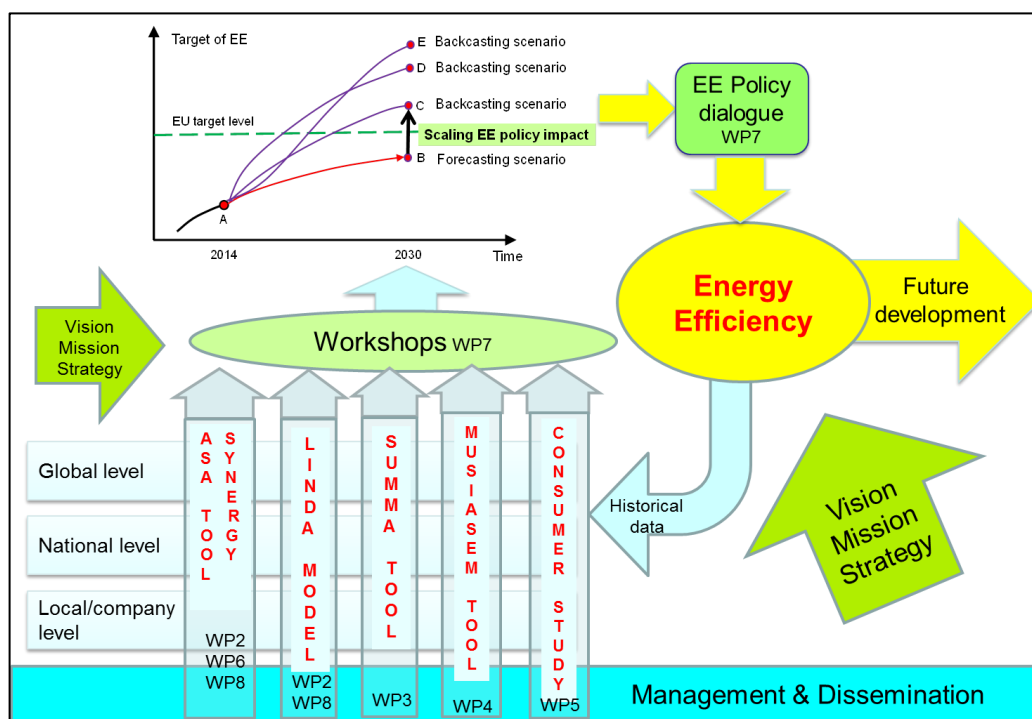 Target of EE
E Backcasting scenario
D Backcasting scenario
C Backcasting scenario
EU target level
Scaling EE policy impact
B Forecasting scenario
A
2014
2030
Time
EE Policy
dialogue
WP7
Energy
Efficiency
Future
development
Vision
Mission
Strategy
Workshops WP7
Global level
National level
Local/company
level
ASA TOOL
SYNERGY
LINDA MODEL
SUMMA TOOL
MUSIASEM TOOL
CONSUMER STUDY
Historical
data
Vision
Mission
Strategy
WP2
WP6
WP8
WP2
WP8
WP3
WP4
WP5
Management & Dissemination